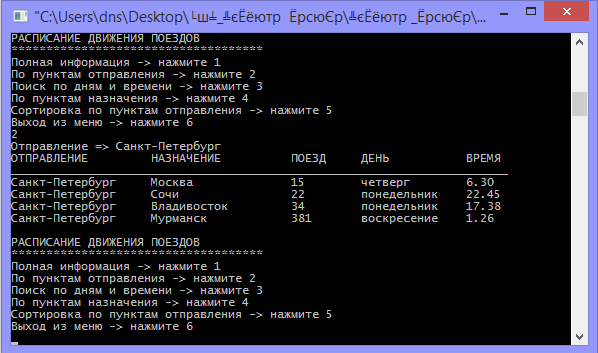 "C:\Users\dns\Desktop\└ш╧_╩єЁёютр ЁрсюЄр\╩єЁёютр _ЁрсюЄр\...
РАСПИСАНИЕ ДВИЖЕНИЯ ПОЕЗДОВ
************************************
Полная информация -> нажмите 1
По пунктам отправления -> нажмите 2
Поиск по дням и времени -> нажмите 3
По пунктам назначения -> нажмите 4
Сортировка по пунктам отправления -> нажмите 5
Выход из меню -> нажмите 6
2
Отправление => Санкт-Петербург
ОТПРАВЛЕНИЕ НАЗНАЧЕНИЕ ПОЕЗД ДЕНЬ ВРЕМЯ
Санкт-Петербург Москва 15 четверг 6.30
Санкт-Петербург Сочи 22 понедельник 22.45
Санкт-Петербург Владивосток 34 понедельник 17.38
Санкт-Петербург Мурманск 381 воскресение 1.26
РАСПИСАНИЕ ДВИЖЕНИЯ ПОЕЗДОВ
************************************
Полная информация -> нажмите 1
По пунктам отправления -> нажмите 2
Поиск по дням и времени -> нажмите 3
По пунктам назначения -> нажмите 4
Сортировка по пунктам отправления -> нажмите 5
Выход из меню -> нажмите 6